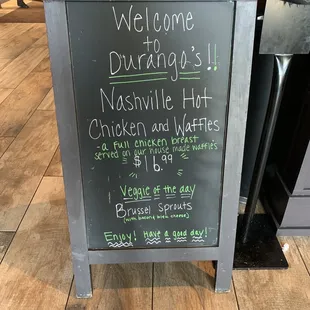 Welcome
to
Durango's!!
Nashville Hot
Chicken and Waffles
- a full chicken breast
served on our house made waffles
$16.99
Veggie of the day
Brussel Sprouts
Enjoy! Have a good day!